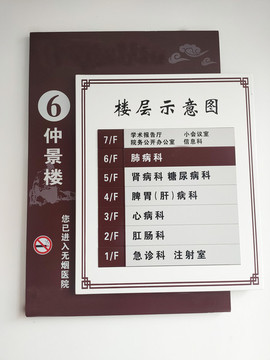 6
仲景楼
您已进入无烟医院
楼层示意图
7/F 学术报告厅 小会议室
院务公开办公室 信息科
6/F 肺病科
5/F 肾病科 糖尿病科
4/F 脾胃(肝)病科
3/F 心病科
2/F 肛肠科
1/F 急诊科 注射室